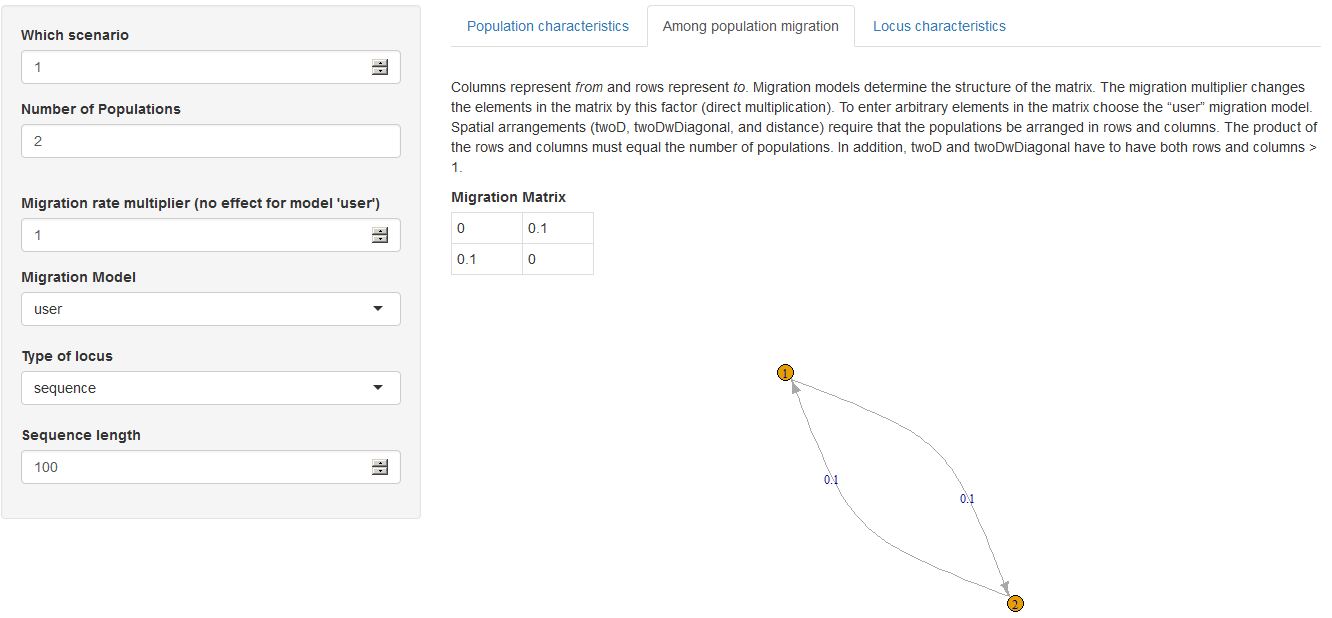 Which scenario
1
Number of Populations
2
Migration rate multiplier (no effect for model 'user')
1
Migration Model
user
Type of locus
sequence
Sequence length
100
Population characteristics
Among population migration
Locus characteristics
Columns represent from and rows represent to. Migration models determine the structure of the matrix. The migration multiplier changes
the elements in the matrix by this factor (direct multiplication). To enter arbitrary elements in the matrix choose the “user” migration model.
Spatial arrangements (twoD, twoDwDiagonal, and distance) require that the populations be arranged in rows and columns. The product of
the rows and columns must equal the number of populations. In addition, twoD and twoDwDiagonal have to have both rows and columns >
1.
Migration Matrix
0 0.1
0.1 0
1
0.1
0.1
2